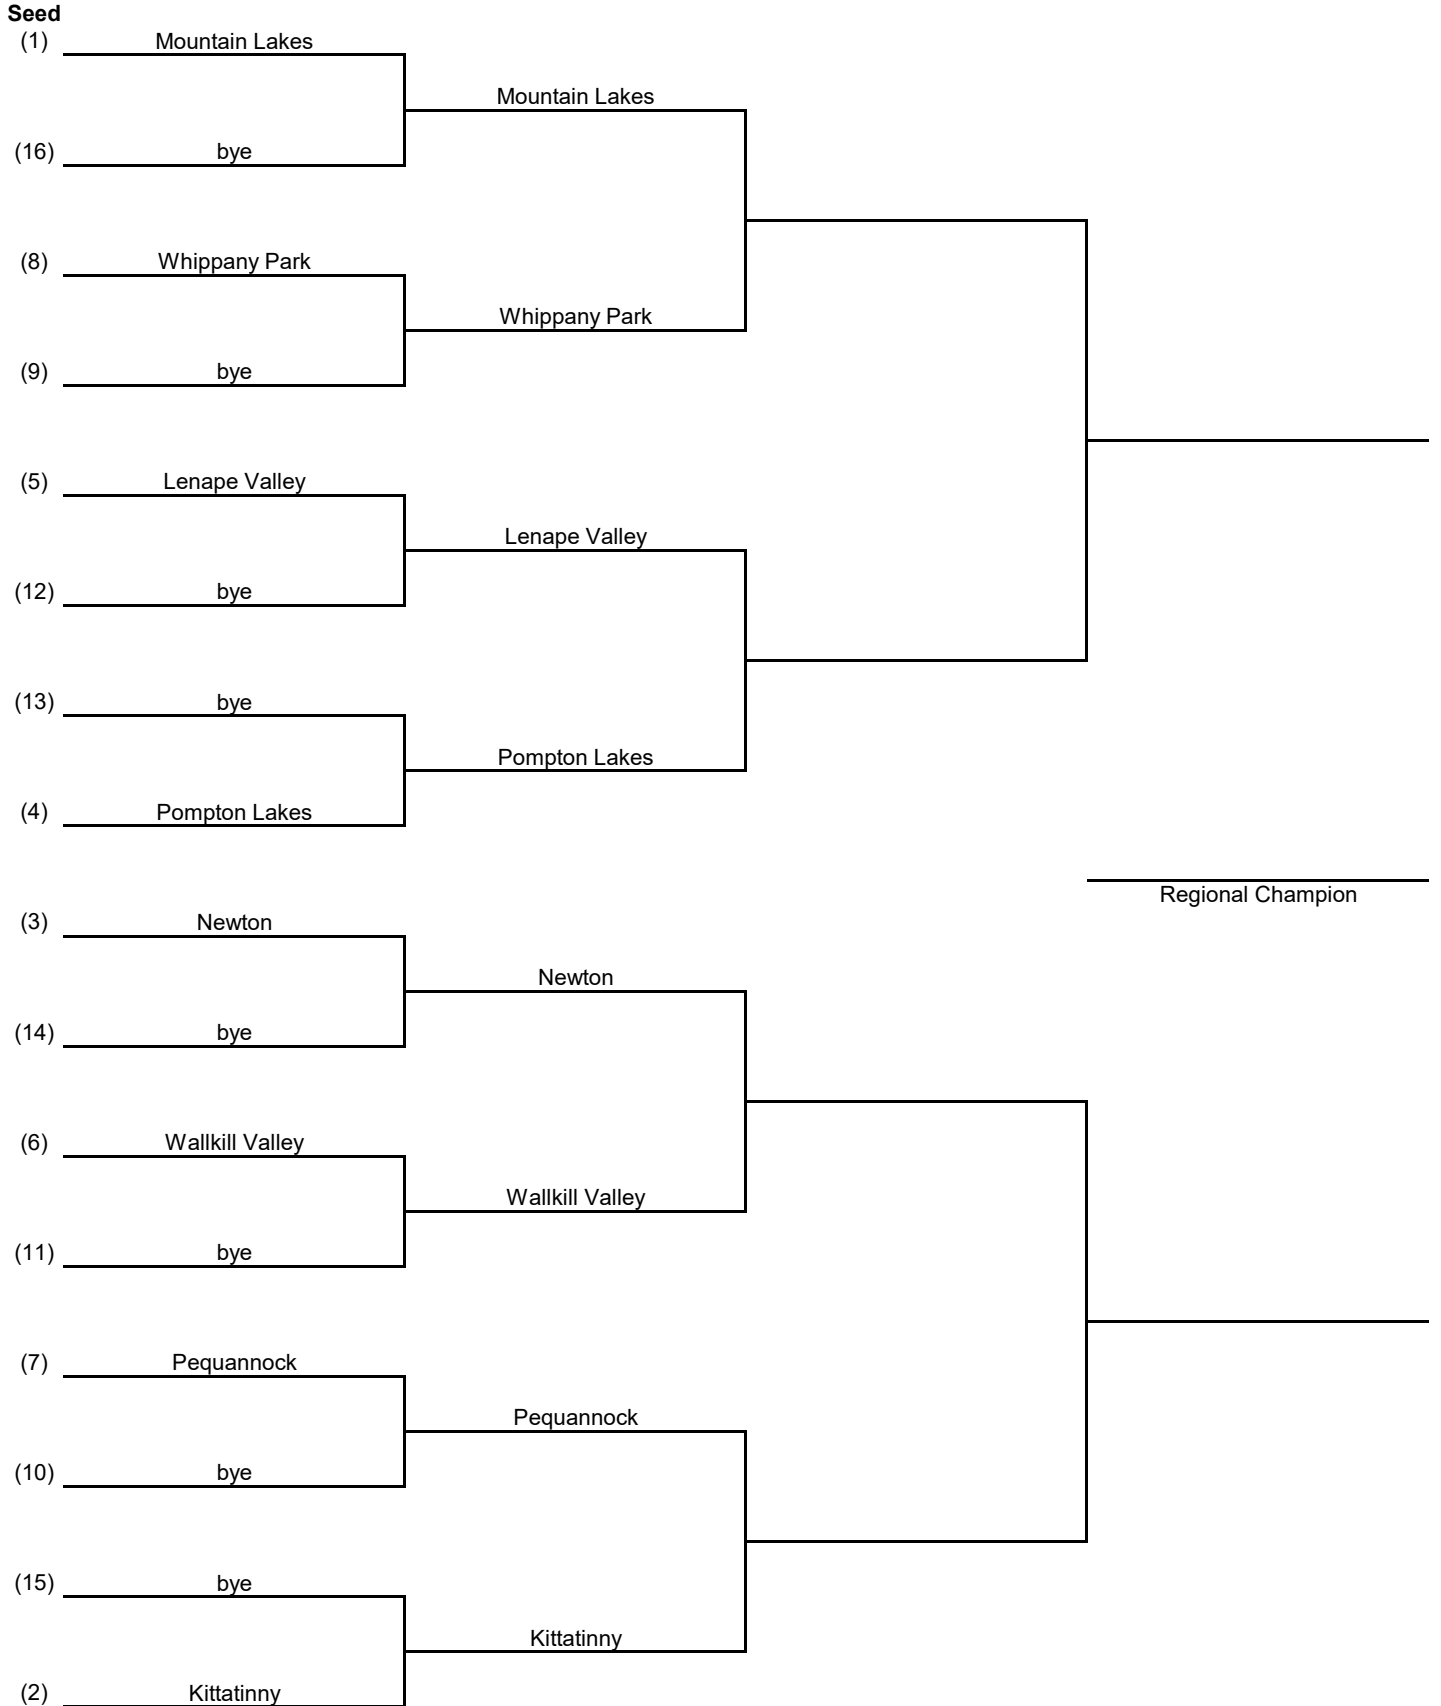 Seed
(1) Mountain Lakes
Mountain Lakes
(16) bye
(8) Whippany Park
Whippany Park
(9) bye
(5) Lenape Valley
Lenape Valley
(12) bye
(13) bye
Pompton Lakes
(4) Pompton Lakes
Regional Champion
(3) Newton
Newton
(14) bye
(6) Wallkill Valley
Wallkill Valley
(11) bye
(7) Pequannock
Pequannock
(10) bye
(15) bye
Kittatinny
(2) Kittatinny